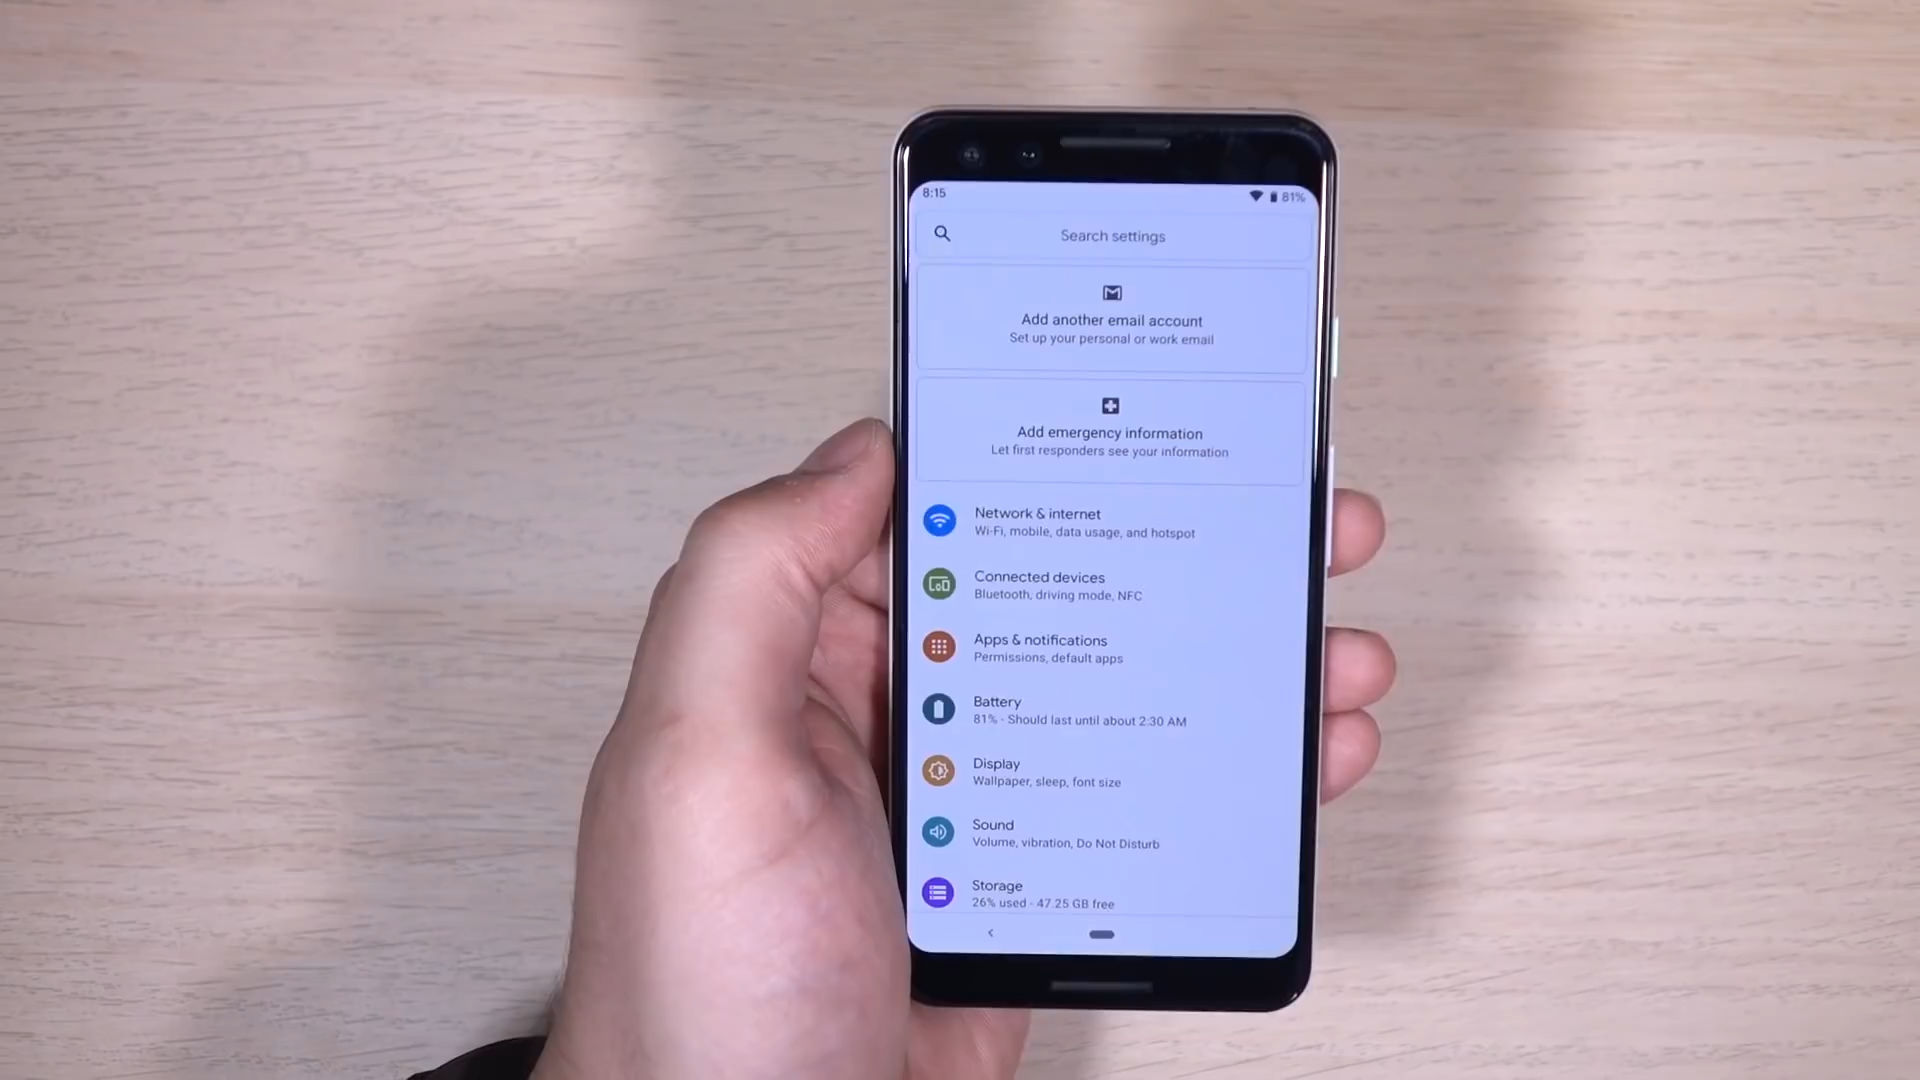 8:15
81%
Search settings
Add another email account
Set up your personal or work email
Add emergency information
Let first responders see your information
Network & internet
Wi-Fi, mobile, data usage, and hotspot
Connected devices
Bluetooth, driving mode, NFC
Apps & notifications
Permissions, default apps
Battery
81% · Should last until about 2:30 AM
Display
Wallpaper, sleep, font size
Sound
Volume, vibration, Do Not Disturb
Storage
26% used - 47.25 GB free